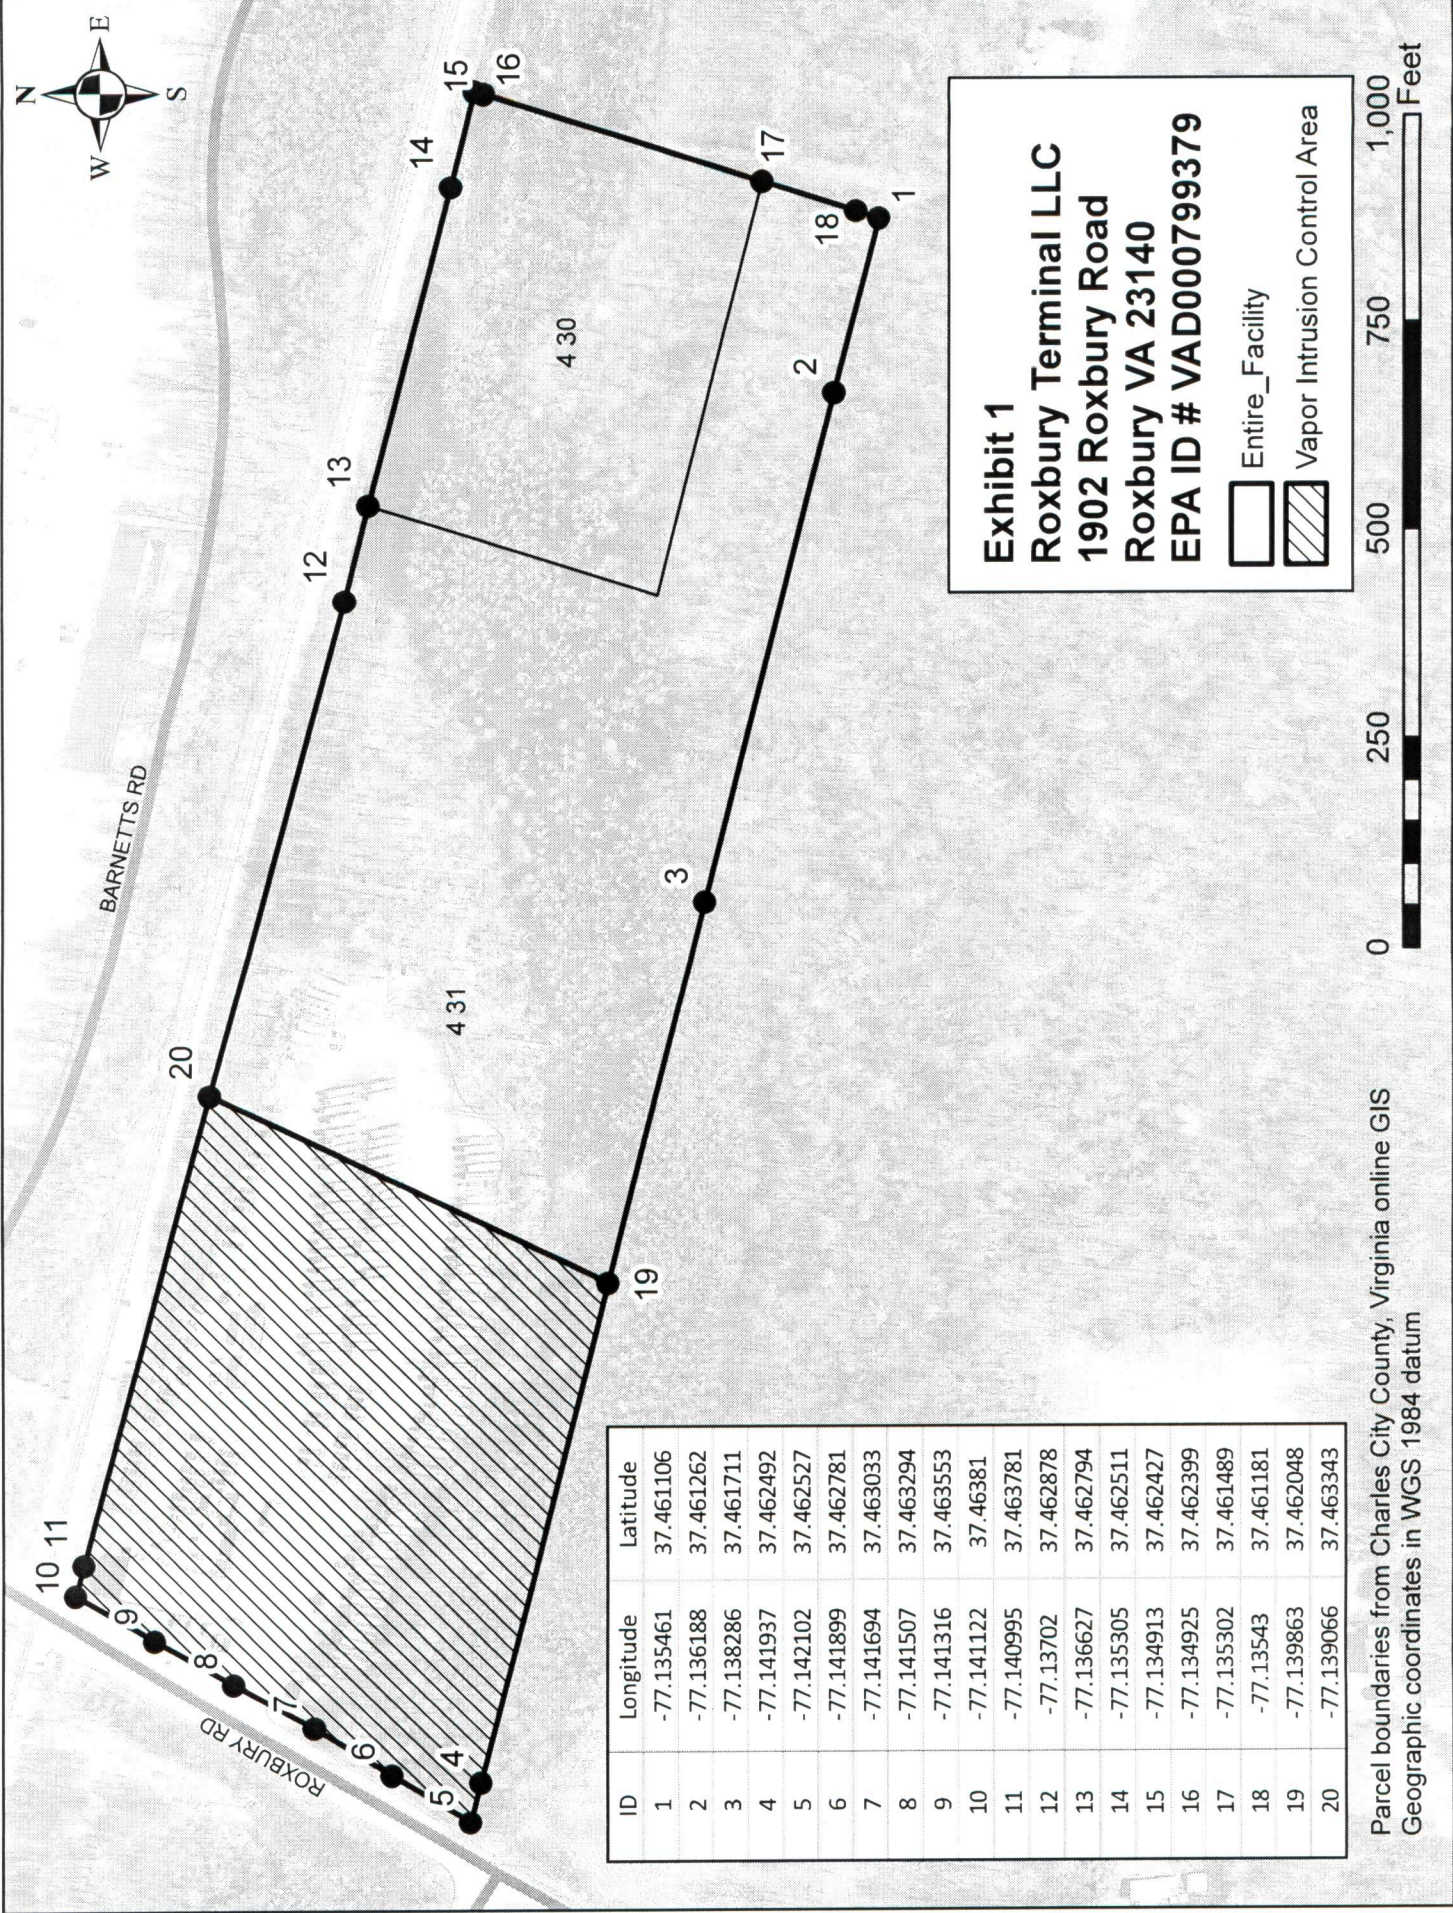 N
W E
S
BARNETTS RD
ROXBURY RD
10 11
9
8
7
6
5
4
20
19
12
13
14
15
16
17
18
1
2
3
4 31
4 30
ID Longitude Latitude
1 -77.135461 37.461106
2 -77.136188 37.461262
3 -77.138286 37.461711
4 -77.141937 37.462492
5 -77.142102 37.462527
6 -77.141899 37.462781
7 -77.141694 37.463033
8 -77.141507 37.463294
9 -77.141316 37.463553
10 -77.141122 37.46381
11 -77.140995 37.463781
12 -77.13702 37.462878
13 -77.136627 37.462794
14 -77.135305 37.462511
15 -77.134913 37.462427
16 -77.134925 37.462399
17 -77.135302 37.461489
18 -77.13543 37.461181
19 -77.139863 37.462048
20 -77.139066 37.463343
Exhibit 1
Roxbury Terminal LLC
1902 Roxbury Road
Roxbury VA 23140
EPA ID # VAD000799379
Entire_Facility
Vapor Intrusion Control Area
Parcel boundaries from Charles City County, Virginia online GIS
Geographic coordinates in WGS 1984 datum
0 250 500 750 1,000
Feet